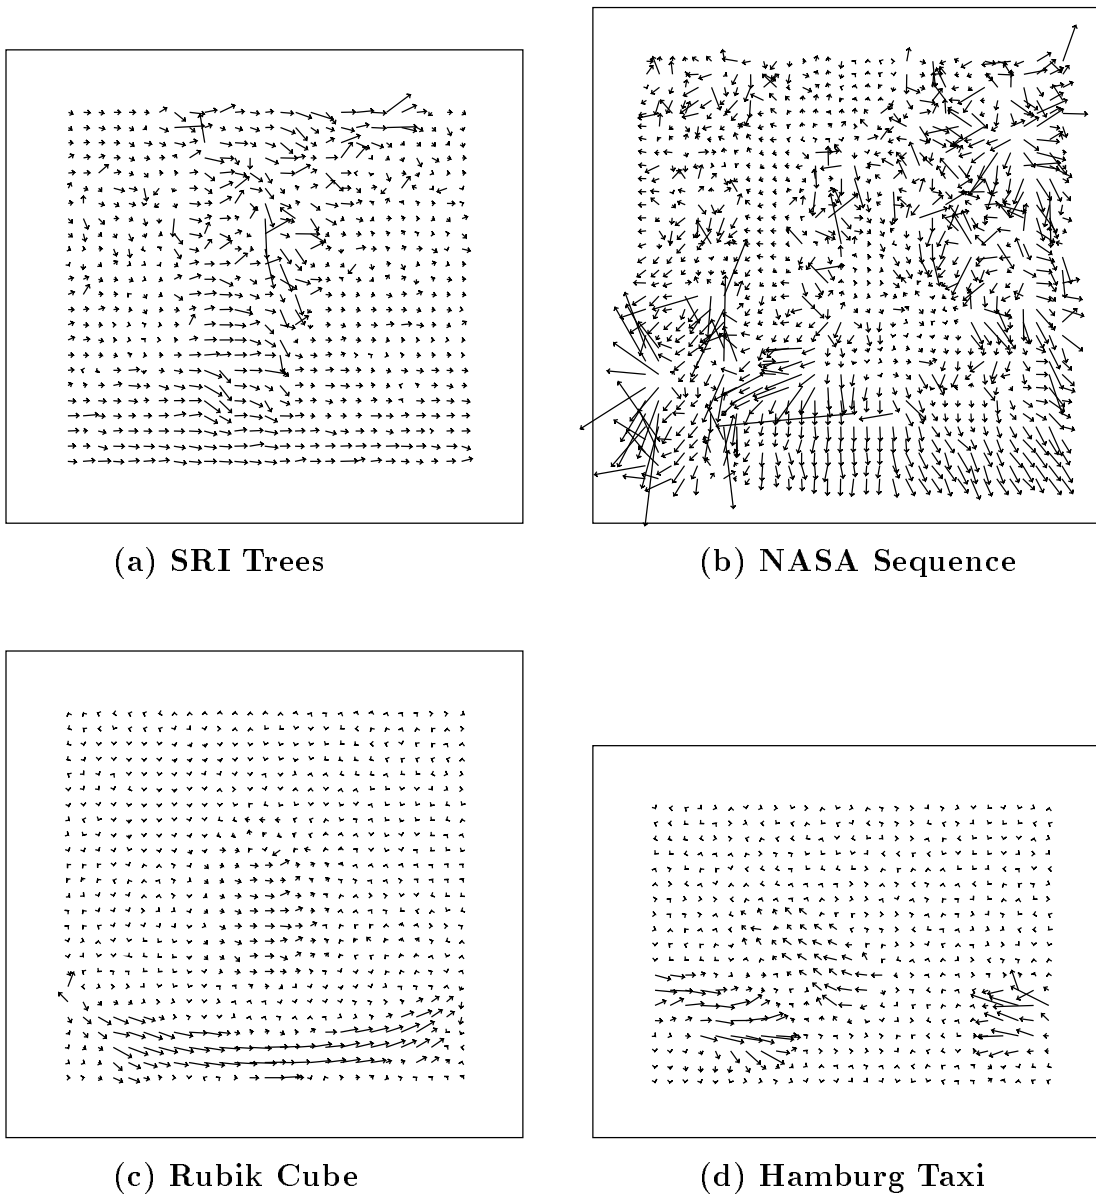 (a) SRI Trees
(b) NASA Sequence
(c) Rubik Cube
(d) Hamburg Taxi